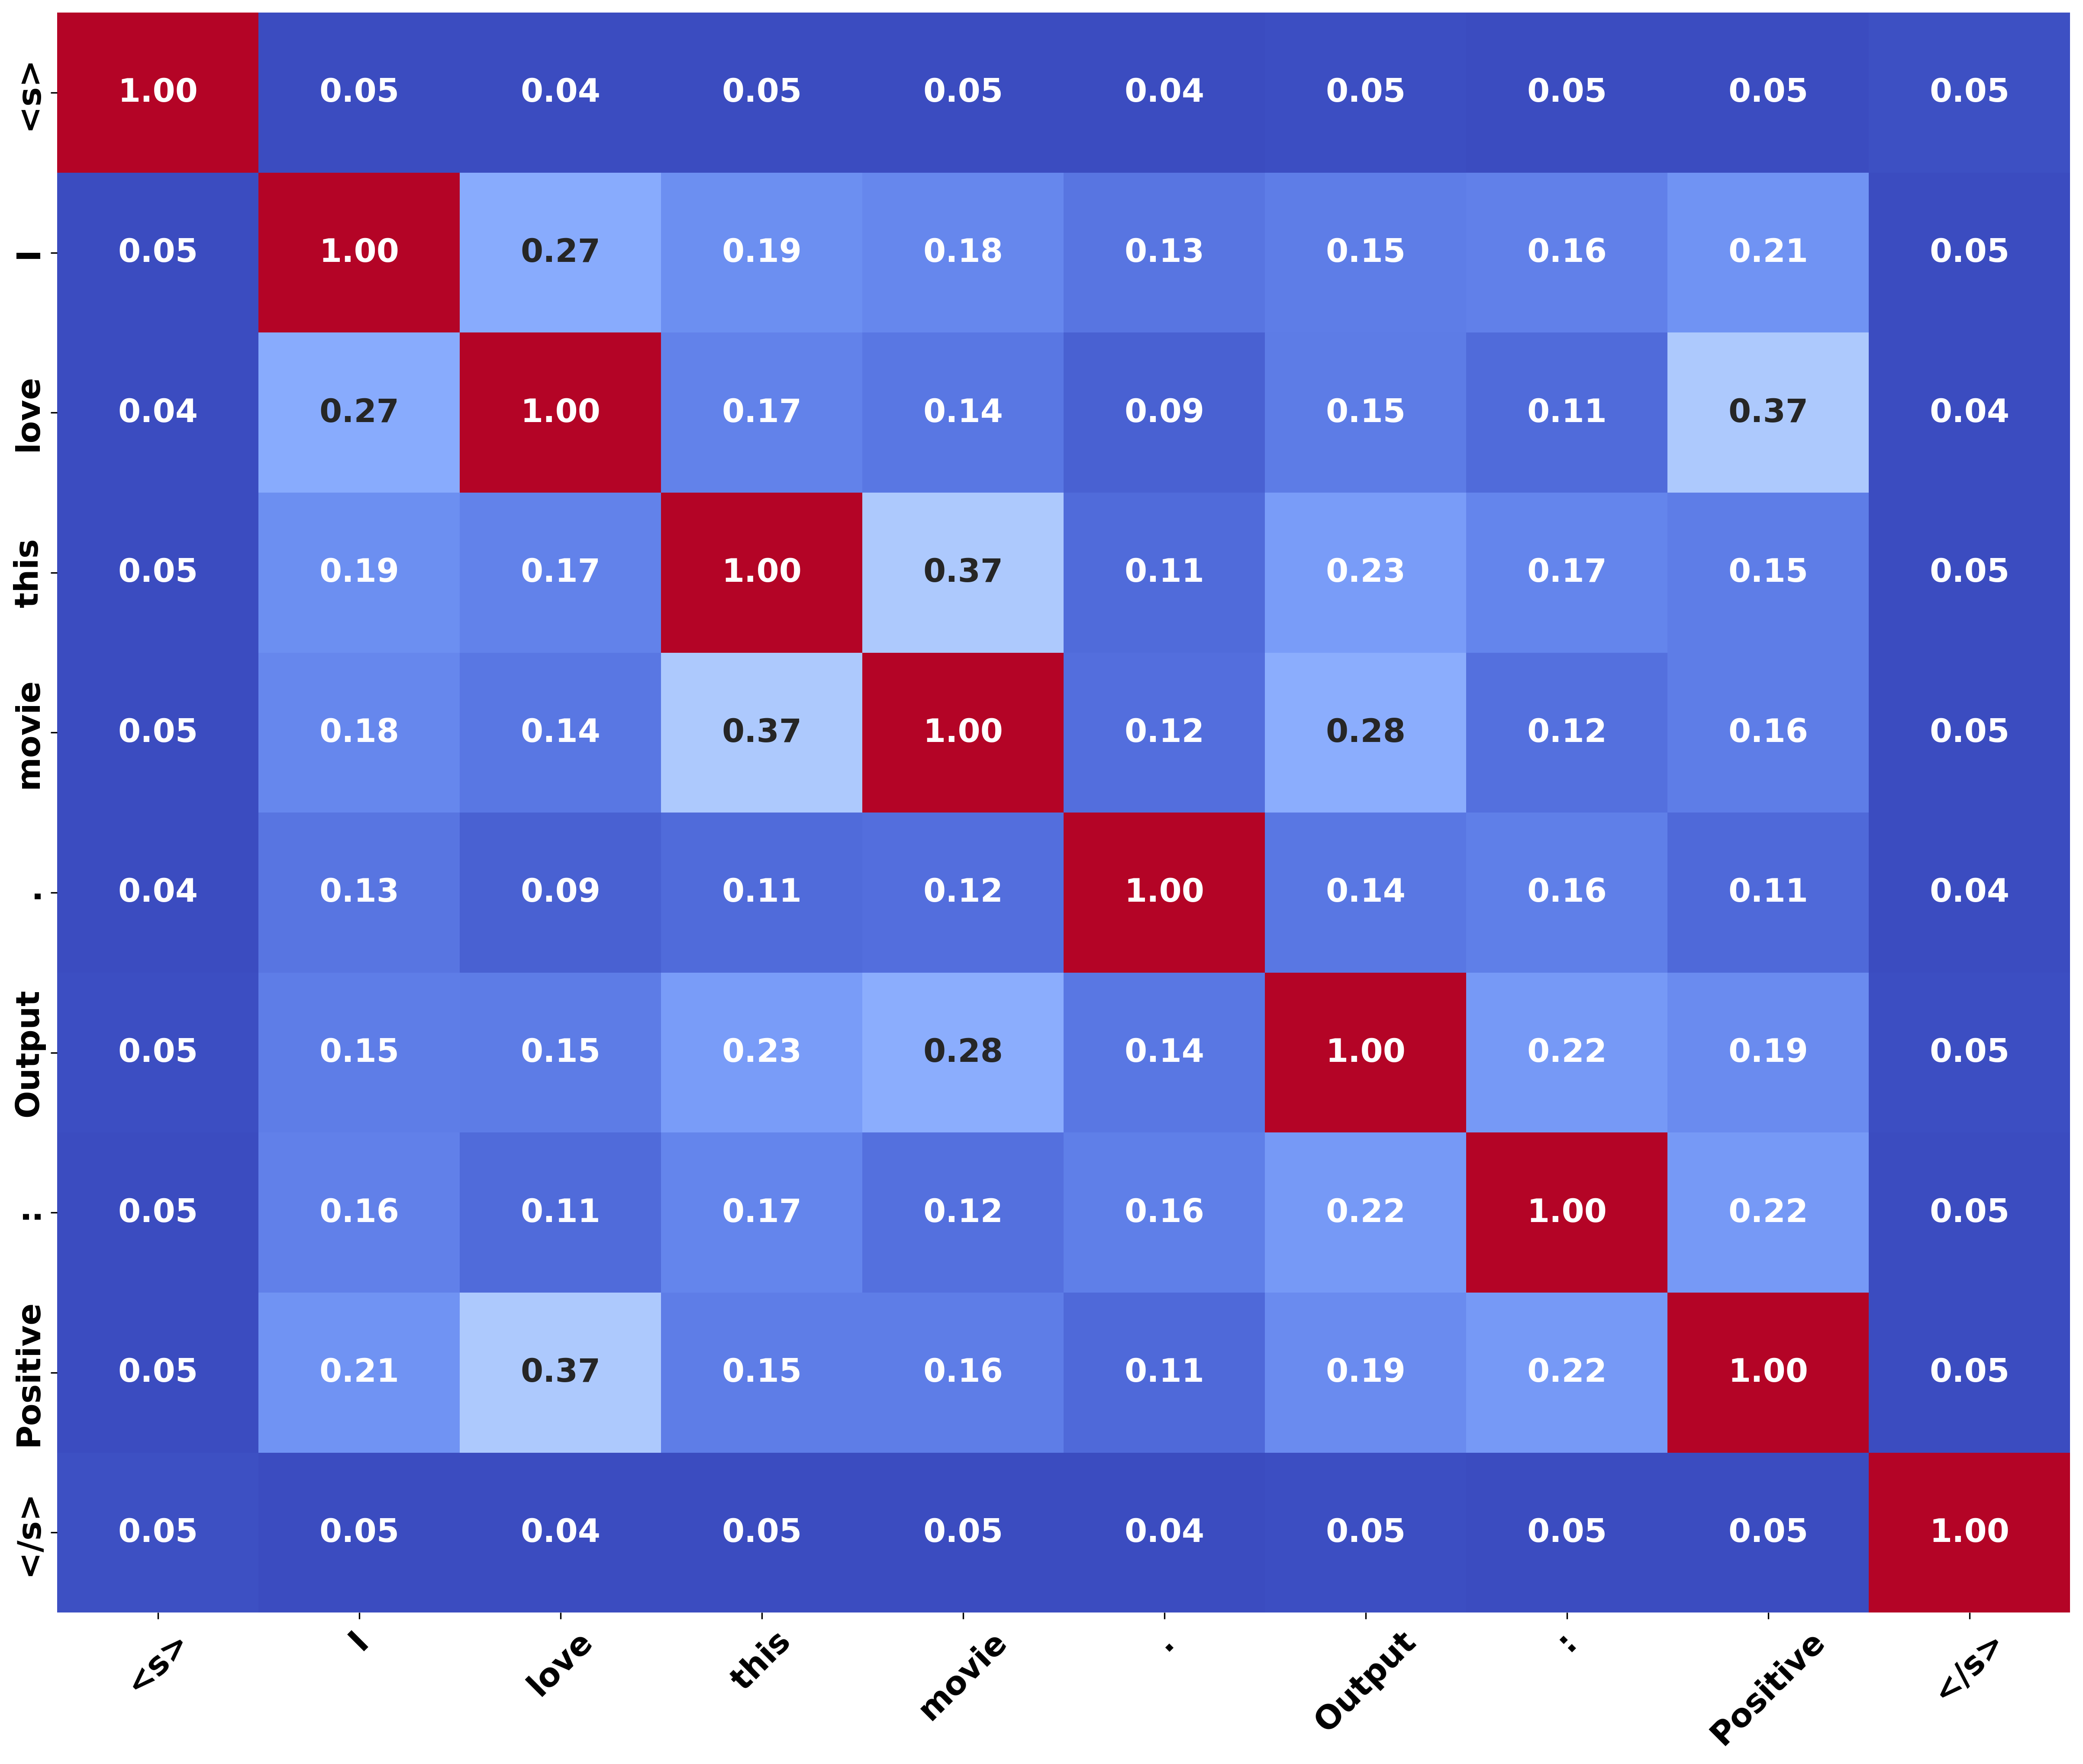 <s> 1.00 0.05 0.04 0.05 0.05 0.04 0.05 0.05 0.05 0.05
I 0.05 1.00 0.27 0.19 0.18 0.13 0.15 0.16 0.21 0.05
love 0.04 0.27 1.00 0.17 0.14 0.09 0.15 0.11 0.37 0.04
this 0.05 0.19 0.17 1.00 0.37 0.11 0.23 0.17 0.15 0.05
movie 0.05 0.18 0.14 0.37 1.00 0.12 0.28 0.12 0.16 0.05
. 0.04 0.13 0.09 0.11 0.12 1.00 0.14 0.16 0.11 0.04
Output 0.05 0.15 0.15 0.23 0.28 0.14 1.00 0.22 0.19 0.05
: 0.05 0.16 0.11 0.17 0.12 0.16 0.22 1.00 0.22 0.05
Positive 0.05 0.21 0.37 0.15 0.16 0.11 0.19 0.22 1.00 0.05
</s> 0.05 0.05 0.04 0.05 0.05 0.04 0.05 0.05 0.05 1.00
<s> I love this movie . Output : Positive </s>